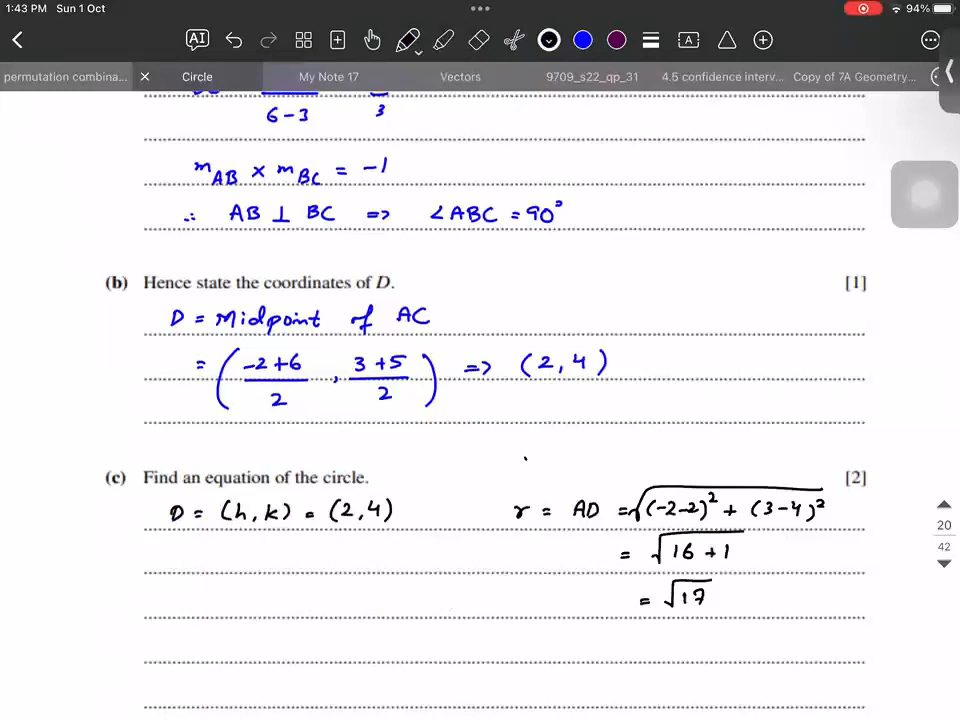 1:43 PM Sun 1 Oct
94%
permutation combina... Circle My Note 17 Vectors 9709_s22_qp_31 4.5 confidence interv... Copy of 7A Geometry...
6-3 3
m_AB × m_BC = -1
∴ AB ⊥ BC => ∠ABC = 90°
(b) Hence state the coordinates of D. [1]
D = Midpoint of AC
= ((-2+6)/2, (3+5)/2) => (2,4)
(c) Find an equation of the circle. [2]
D = (h,k) = (2,4) r = AD = √((-2-2)² + (3-4)²)
= √(16+1)
= √17
20
42